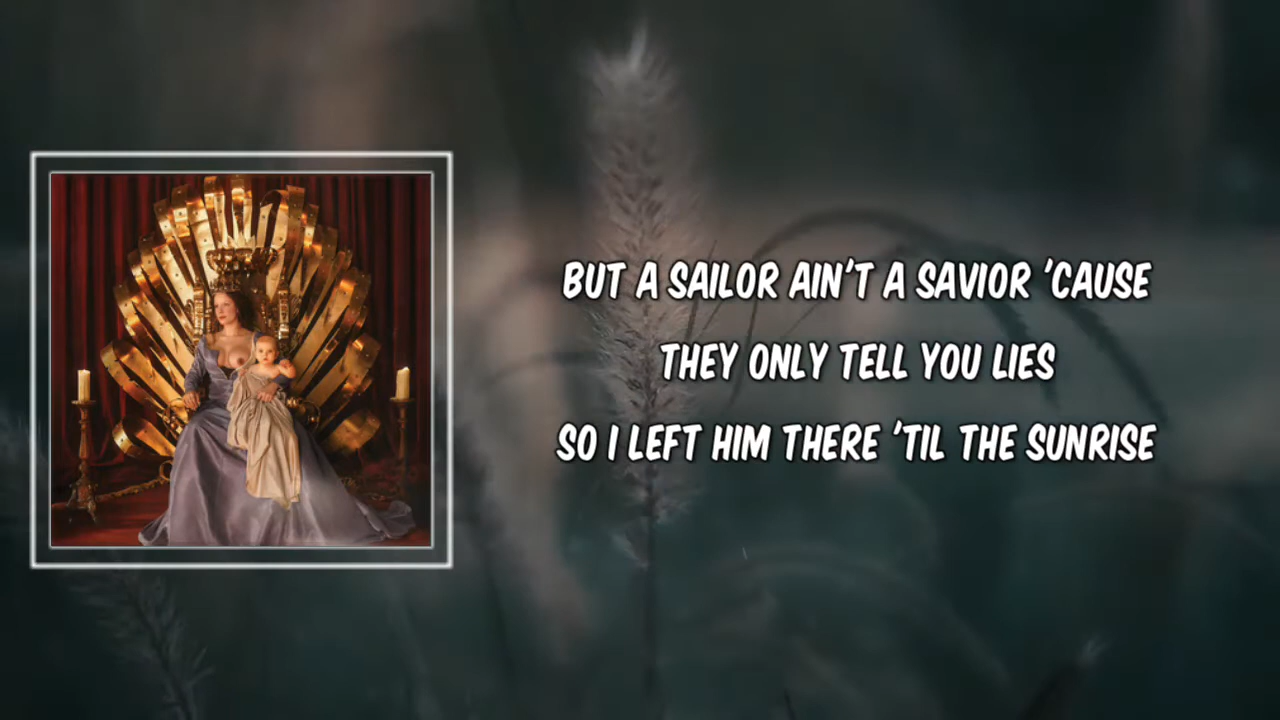 BUT A SAILOR AIN'T A SAVIOR 'CAUSE
THEY ONLY TELL YOU LIES
SO I LEFT HIM THERE 'TIL THE SUNRISE